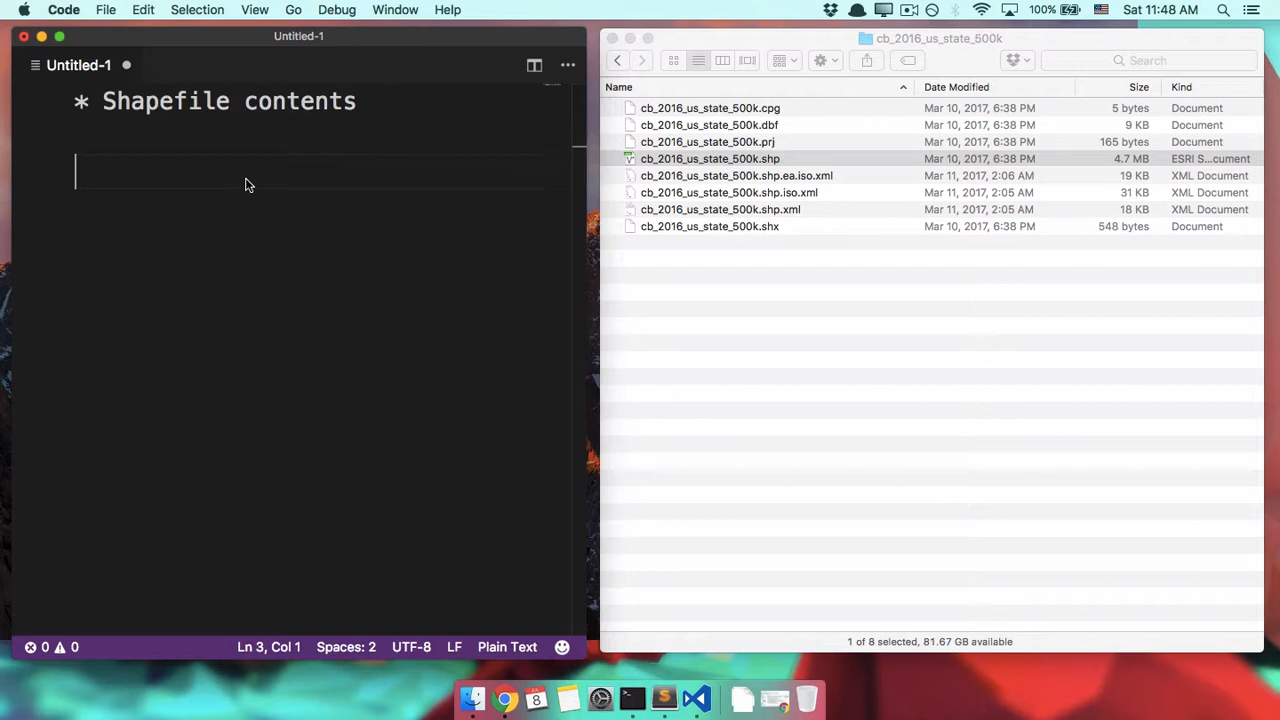 Code File Edit Selection View Go Debug Window Help 100% Sat 11:48 AM
Untitled-1
Untitled-1
* Shapefile contents
Ln 3, Col 1 Spaces: 2 UTF-8 LF Plain Text
0 0
cb_2016_us_state_500k
Search
Name Date Modified Size Kind
cb_2016_us_state_500k.cpg Mar 10, 2017, 6:38 PM 5 bytes Document
cb_2016_us_state_500k.dbf Mar 10, 2017, 6:38 PM 9 KB Document
cb_2016_us_state_500k.prj Mar 10, 2017, 6:38 PM 165 bytes Document
cb_2016_us_state_500k.shp Mar 10, 2017, 6:38 PM 4.7 MB ESRI S...cument
cb_2016_us_state_500k.shp.ea.iso.xml Mar 11, 2017, 2:06 AM 19 KB XML Document
cb_2016_us_state_500k.shp.iso.xml Mar 11, 2017, 2:05 AM 31 KB XML Document
cb_2016_us_state_500k.shp.xml Mar 11, 2017, 2:05 AM 18 KB XML Document
cb_2016_us_state_500k.shx Mar 10, 2017, 6:38 PM 548 bytes Document
1 of 8 selected, 81.67 GB available
8